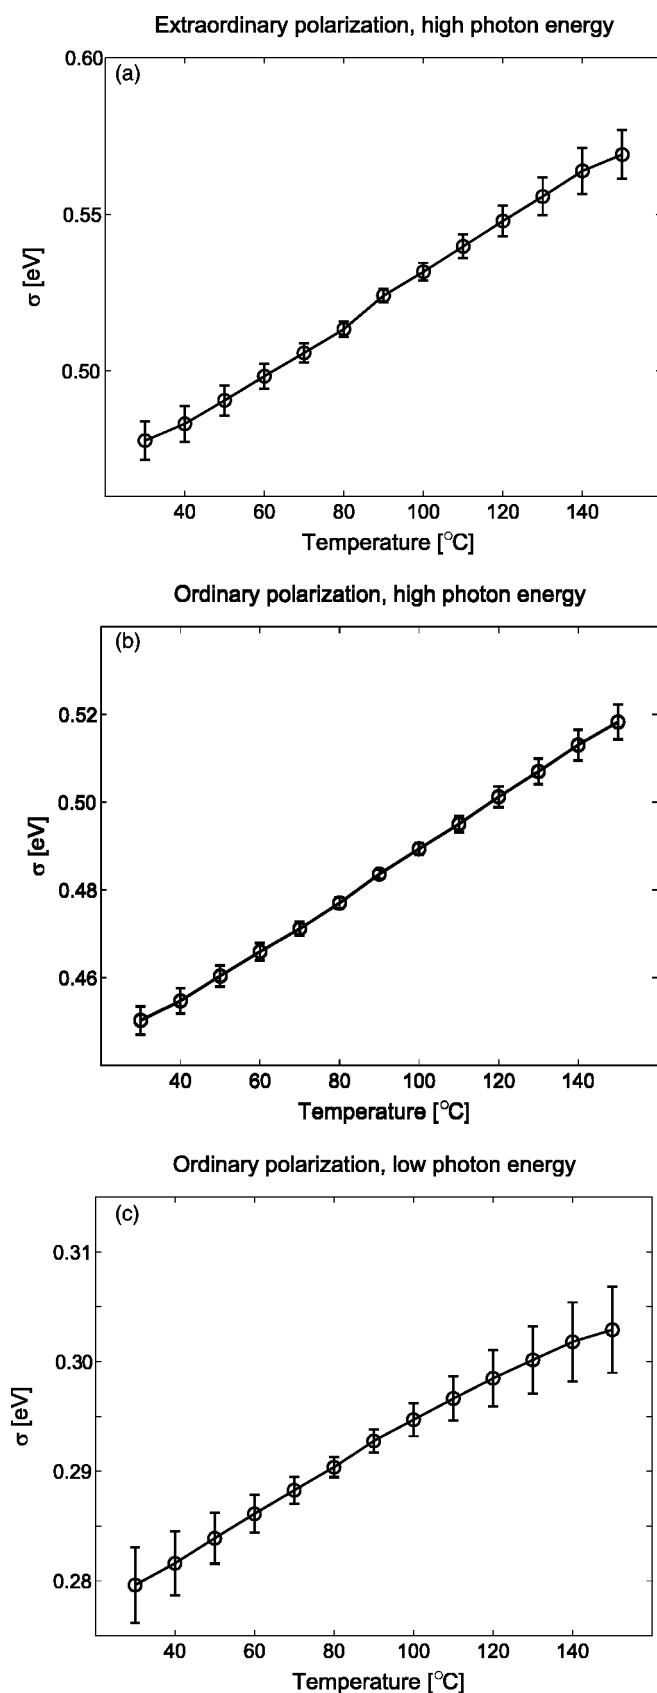 Extraordinary polarization, high photon energy
(a)
0.60
0.55
0.50
σ [eV]
40 60 80 100 120 140
Temperature [°C]
Ordinary polarization, high photon energy
(b)
0.52
0.50
0.48
0.46
σ [eV]
40 60 80 100 120 140
Temperature [°C]
Ordinary polarization, low photon energy
(c)
0.31
0.30
0.29
0.28
σ [eV]
40 60 80 100 120 140
Temperature [°C]